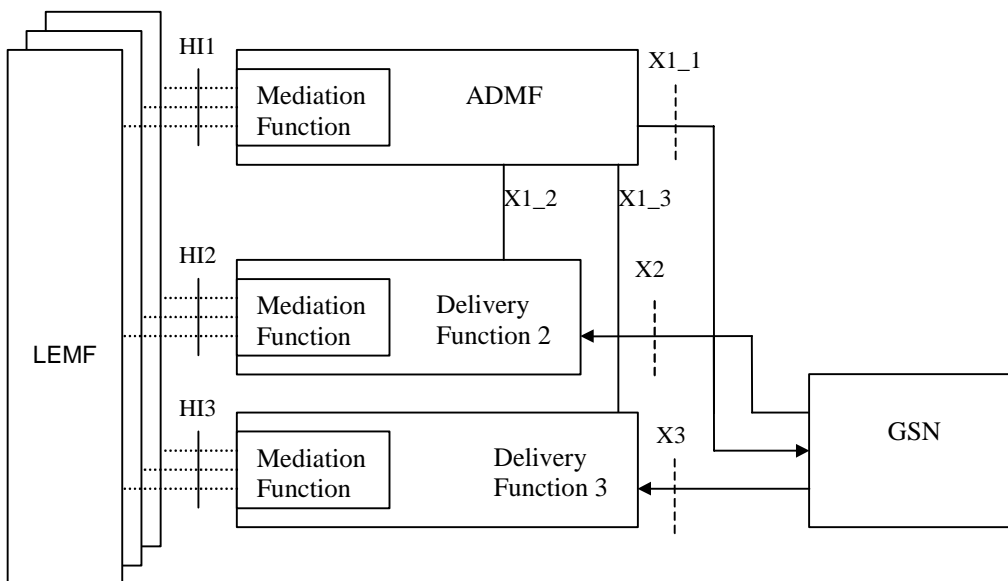 HI1
X1_1
Mediation
Function
ADMF
X1_2
X1_3
HI2
X2
Mediation
Function
Delivery
Function 2
LEMF
HI3
X3
GSN
Mediation
Function
Delivery
Function 3